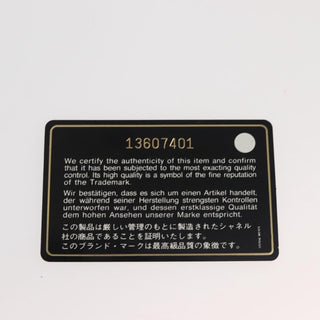 13607401
We certify the authenticity of this item and confirm
that it has been subjected to the most exacting quality
control. Its high quality is a symbol of the fine reputation
of the Trademark.
Wir bestätigen, dass es sich um einen Artikel handelt,
der während seiner Herstellung strengsten Kontrollen
unterworfen war, und dessen erstklassige Qualität
dem hohen Ansehen unserer Marke entspricht.
この製品は厳しい管理のもとに製造されたシャネル
社の商品であることを証明いたします。
このブランド・マークは最高級品質の象徴です。